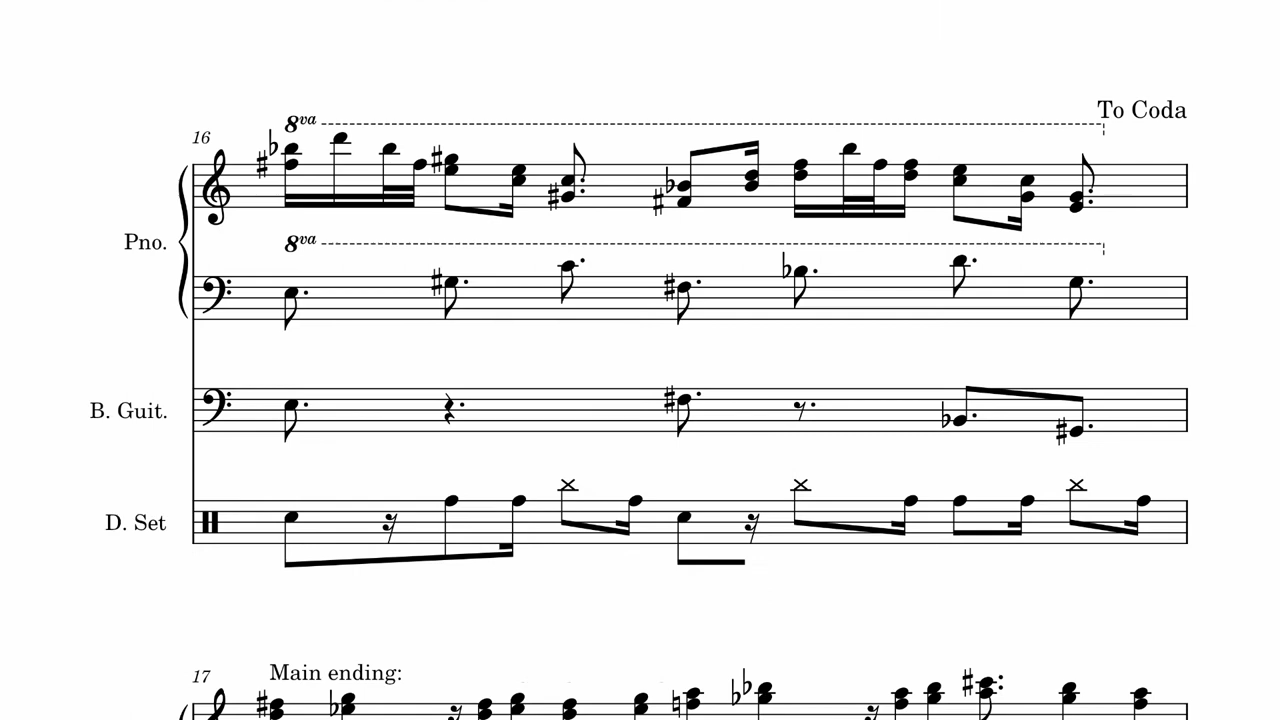 To Coda
16
8va
Pno.
8va
B. Guit.
D. Set
17
Main ending: